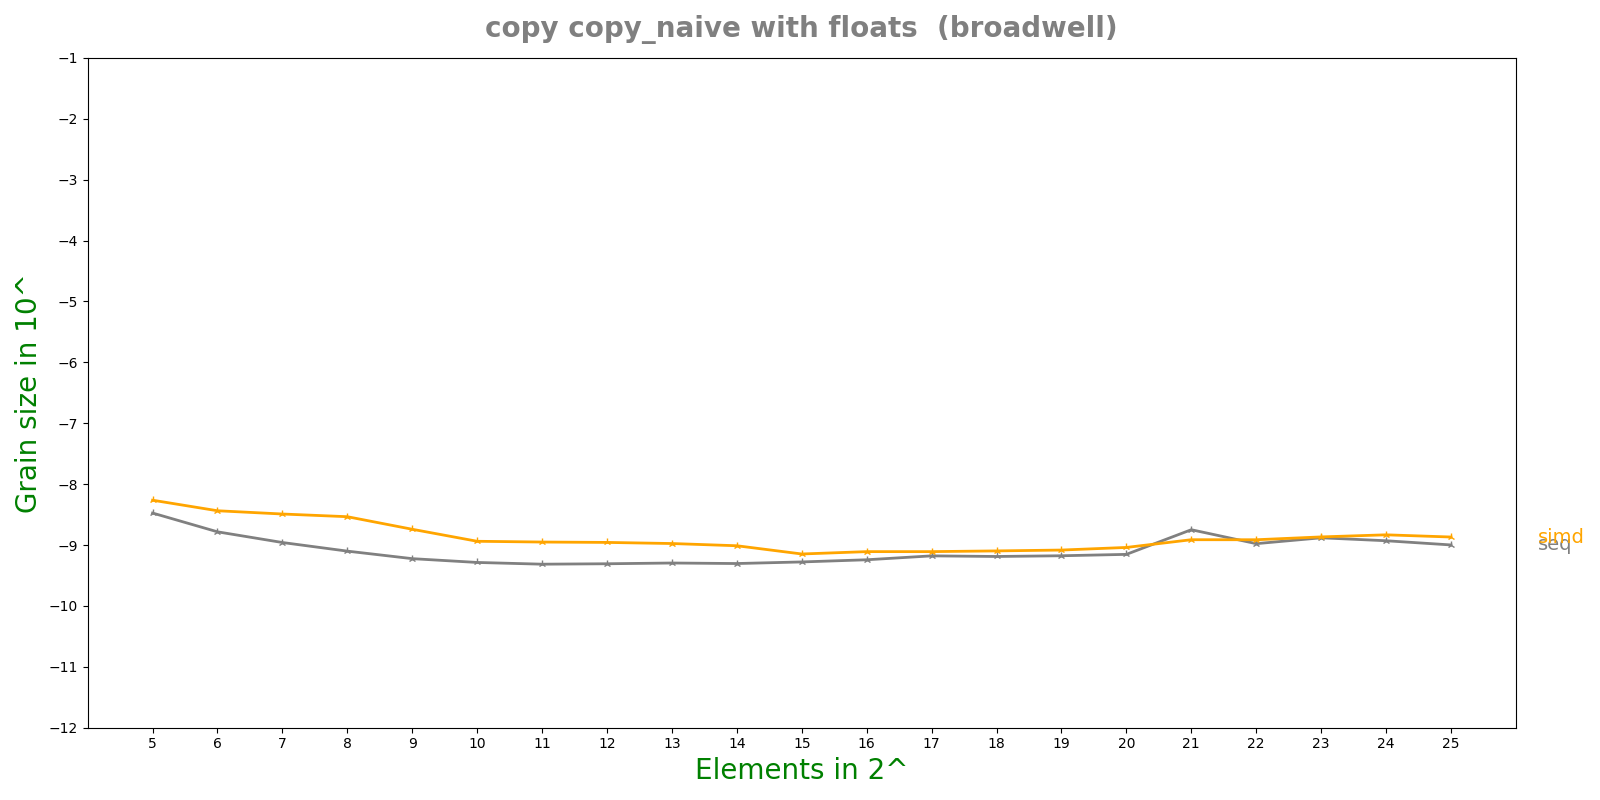 copy copy_naive with floats (broadwell)
Grain size in 10^
−1
−2
−3
−4
−5
−6
−7
−8
−9
−10
−11
−12
simd
seq
5 6 7 8 9 10 11 12 13 14 15 16 17 18 19 20 21 22 23 24 25
Elements in 2^